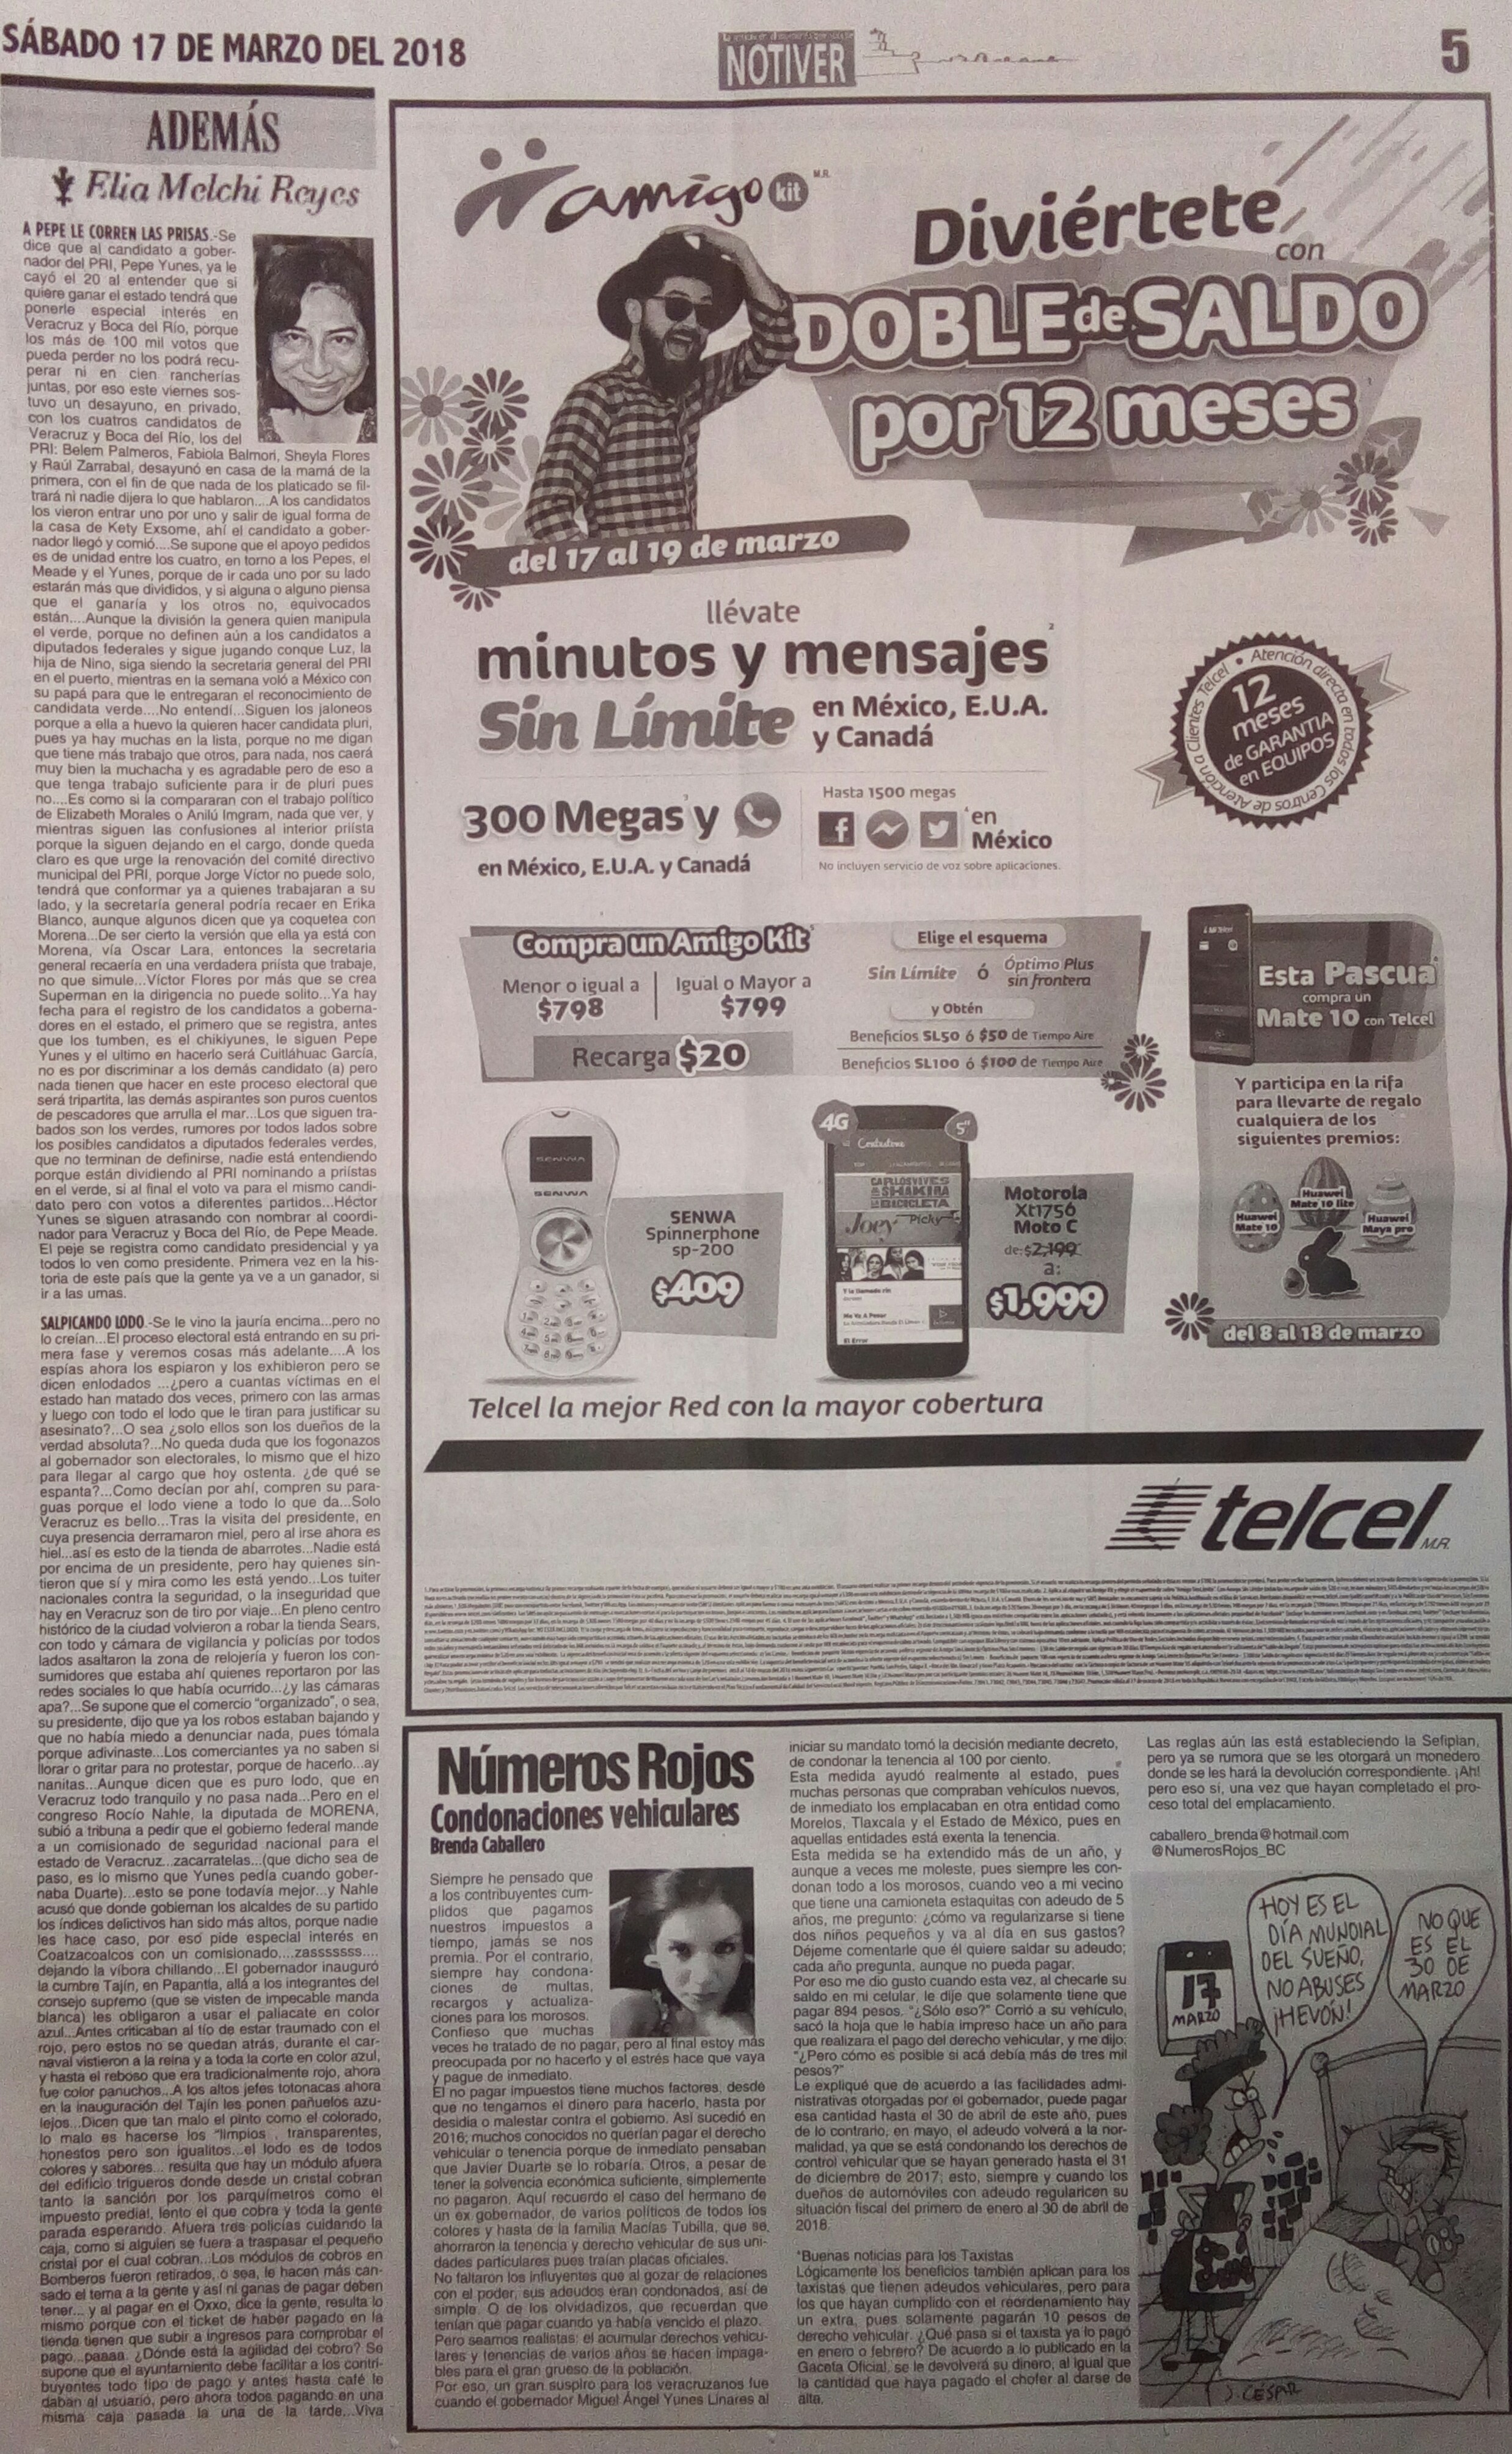 SÁBADO 17 DE MARZO DEL 2018
NOTIVER
5
ADEMÁS
Elia Melchi Reyes
A PEPE LE CORREN LAS PRISAS.-Se
dice que al candidato a gober-
nador del PRI, Pepe Yunes, ya le
cayó el 20 al entender que si
quiere ganar el estado tendrá que
ponerle especial interés en
Veracruz y Boca del Río, porque
los más de 100 mil votos que
pueda perder no los podrá recu-
perar ni en cien rancherías
juntas, por eso este viernes sos-
tuvo un desayuno, en privado,
con los cuatros candidatos de
Veracruz y Boca del Río, los del
PRI: Belem Palmeros, Fabiola Balmori, Sheyla Flores
y Raúl Zarrabal, desayunó en casa de la mamá de la
primera, con el fin de que nada de los platicado se fil-
trará ni nadie dijera lo que hablaron....A los candidatos
los vieron entrar uno por uno y salir de igual forma de
la casa de Kety Exsome, ahí el candidato a gober-
nador llegó y comió....Se supone que el apoyo pedidos
es de unidad entre los cuatro, en torno a los Pepes, el
Meade y el Yunes, porque de ir cada uno por su lado
estarán más que divididos, y si alguna o alguno piensa
que el ganaría y los otros no, equivocados
están....Aunque la división la genera quien manipula
el verde, porque no definen aún a los candidatos a
diputados federales y sigue jugando conque Luz, la
hija de Nino, siga siendo la secretaria general del PRI
en el puerto, mientras en la semana voló a México con
su papá para que le entregaran el reconocimiento de
candidata verde....No entendí...Siguen los jaloneos
porque a ella a huevo la quieren hacer candidata pluri,
pues ya hay muchas en la lista, porque no me digan
que tiene más trabajo que otros, para nada, nos caerá
muy bien la muchacha y es agradable pero de eso a
que tenga trabajo suficiente para ir de pluri pues
no....Es como si la compararan con el trabajo político
de Elizabeth Morales o Anilú Imgram, nada que ver, y
mientras siguen las confusiones al interior priísta
porque la siguen dejando en el cargo, donde queda
claro es que urge la renovación del comité directivo
municipal del PRI, porque Jorge Víctor no puede solo,
tendrá que conformar ya a quienes trabajaran a su
lado, y la secretaría general podría recaer en Erika
Blanco, aunque algunos dicen que ya coquetea con
Morena...De ser cierto la versión que ella ya está con
Morena, vía Oscar Lara, entonces la secretaria
general recaería en una verdadera priista que trabaje,
no que simule...Víctor Flores por más que se crea
Superman en la dirigencia no puede solito...Ya hay
fecha para el registro de los candidatos a goberna-
dores en el estado, el primero que se registra, antes
que los tumben, es el chikiyunes, le siguen Pepe
Yunes y el ultimo en hacerlo será Cuitláhuac García,
no es por discriminar a los demás candidato (a) pero
nada tienen que hacer en este proceso electoral que
será tripartita, las demás aspirantes son puros cuentos
de pescadores que arrulla el mar...Los que siguen tra-
bados son los verdes, rumores por todos lados sobre
los posibles candidatos a diputados federales verdes,
que no terminan de definirse, nadie está entendiendo
porque están dividiendo al PRI nominando a priístas
en el verde, si al final el voto va para el mismo candi-
dato pero con votos a diferentes partidos...Héctor
Yunes se siguen atrasando con nombrar al coordi-
nador para Veracruz y Boca del Río, de Pepe Meade.
El peje se registra como candidato presidencial y ya
todos lo ven como presidente. Primera vez en la his-
toria de este país que la gente ya ve a un ganador, si
ir a las urnas.
SALPICANDO LODO.-Se le vino la jauría encima...pero no
lo creían...El proceso electoral está entrando en su pri-
mera fase y veremos cosas más adelante....A los
espías ahora los espiaron y los exhibieron pero se
dicen enlodados ...¿pero a cuantas víctimas en el
estado han matado dos veces, primero con las armas
y luego con todo el lodo que le tiran para justificar su
asesinato?...O sea ¿solo ellos son los dueños de la
verdad absoluta?...No queda duda que los fogonazos
al gobernador son electorales, lo mismo que el hizo
para llegar al cargo que hoy ostenta. ¿de qué se
espanta?...Como decían por ahí, compren su para-
guas porque el lodo viene a todo lo que da...Solo
Veracruz es bello...Tras la visita del presidente, en
cuya presencia derramaron miel, pero al irse ahora es
hiel...así es esto de la tienda de abarrotes...Nadie está
por encima de un presidente, pero hay quienes sin-
tieron que sí y mira como les está yendo...Los tuiter
nacionales contra la seguridad, o la inseguridad que
hay en Veracruz son de tiro por viaje...En pleno centro
histórico de la ciudad volvieron a robar la tienda Sears,
con todo y cámara de vigilancia y policías por todos
lados asaltaron la zona de relojería y fueron los con-
sumidores que estaba ahí quienes reportaron por las
redes sociales lo que había ocurrido...¿y las cámaras
apa?...Se supone que el comercio "organizado", o sea,
su presidente, dijo que ya los robos estaban bajando y
que no había miedo a denunciar nada, pues tómala
porque adivinaste...Los comerciantes ya no saben si
llorar o gritar para no protestar, porque de hacerlo...ay
nanitas...Aunque dicen que es puro lodo, que en
Veracruz todo tranquilo y no pasa nada...Pero en el
congreso Rocío Nahle, la diputada de MORENA,
subió a tribuna a pedir que el gobierno federal mande
a un comisionado de seguridad nacional para el
estado de Veracruz...zacarratelas...(que dicho sea de
paso, es lo mismo que Yunes pedía cuando gober-
naba Duarte)...esto se pone todavía mejor...y Nahle
acusó que donde gobiernan los alcaldes de su partido
los índices delictivos han sido más altos, porque nadie
les hace caso, por eso pide especial interés en
Coatzacoalcos con un comisionado....zasssssss....
dejando la víbora chillando...El gobernador inauguró
la cumbre Tajín, en Papantla, allá a los integrantes del
consejo supremo (que se visten de impecable manda
blanca) les obligaron a usar el paliacate en color
azul...Antes criticaban al tío de estar traumado con el
rojo, pero estos no se quedan atrás, durante el car-
naval vistieron a la reina y a toda la corte en color azul,
y hasta el reboso que era tradicionalmente rojo, ahora
fue color panuchos...A los altos jefes totonacas ahora
en la inauguración del Tajín les ponen pañuelos azu-
lejos...Dicen que tan malo el pinto como el colorado,
lo malo es hacerse los "limpios , transparentes,
honestos pero son igualitos...el lodo es de todos
colores y sabores... resulta que hay un módulo afuera
del edificio trigueros donde desde un cristal cobran
tanto la sanción por los parquímetros como el
impuesto predial, lento el que cobra y toda la gente
parada esperando. Afuera tres policías cuidando la
caja, como si alguien se fuera a traspasar el pequeño
cristal por el cual cobran...Los módulos de cobros en
Bomberos fueron retirados, o sea, le hacen más can-
sado el tema a la gente y así ni ganas de pagar deben
tener... y al pagar en el Oxxo, dice la gente, resulta lo
mismo porque con el ticket de haber pagado en la
tienda tienen que subir a ingresos para comprobar el
pago...paaaa. ¿Dónde está la agilidad del cobro? Se
supone que el ayuntamiento debe facilitar a los contri-
buyentes todo tipo de pago y antes hasta café le
daban al usuario, pero ahora todos pagando en una
misma caja pasada la una de la tarde...Viva
amigo kit M.R.
Diviértete
con
DOBLE de SALDO
por 12 meses
del 17 al 19 de marzo
llévate
minutos y mensajes
Sin Límite
en México, E.U.A.
y Canadá
12
meses
de GARANTIA
en EQUIPOS
Atención directa en todos los Centros de Atención a Clientes Telcel
300 Megas y
en México, E.U.A. y Canadá
Hasta 1500 megas
en
México
No incluyen servicio de voz sobre aplicaciones.
Compra un Amigo Kit
Menor o igual a
$798
Igual o Mayor a
$799
Recarga $20
Elige el esquema
Sin Límite ó Óptimo Plus
sin frontera
y Obtén
Beneficios SL50 ó $50 de Tiempo Aire
Beneficios SL100 ó $100 de Tiempo Aire
Esta Pascua
compra un
Mate 10 con Telcel
Y participa en la rifa
para llevarte de regalo
cualquiera de los
siguientes premios:
Huawei
Mate 10
Huawei
Mate 10 lite
Huawei
Maya pro
del 8 al 18 de marzo
SENWA
SENWA
SENWA
Spinnerphone
sp-200
$409
4G
5"
CARLOS VIVES
SHAKIRA
LA BICICLETA
Joey
Picky
El Error
Motorola
Xt1756
Moto C
de: $2,199
a:
$1,999
Telcel la mejor Red con la mayor cobertura
telcel M.R.
Números Rojos
Condonaciones vehiculares
Brenda Caballero
Siempre he pensado que
a los contribuyentes cum-
plidos que pagamos
nuestros impuestos a
tiempo, jamás se nos
premia. Por el contrario,
siempre hay condona-
ciones de multas,
recargos y actualiza-
ciones para los morosos.
Confieso que muchas
veces he tratado de no pagar, pero al final estoy más
preocupada por no hacerlo y el estrés hace que vaya
y pague de inmediato.
El no pagar impuestos tiene muchos factores, desde
que no tengamos el dinero para hacerlo, hasta por
desidia o malestar contra el gobierno. Así sucedió en
2016; muchos conocidos no querían pagar el derecho
vehicular o tenencia porque de inmediato pensaban
que Javier Duarte se lo robaría. Otros, a pesar de
tener la solvencia económica suficiente, simplemente
no pagaron. Aquí recuerdo el caso del hermano de
un ex gobernador, de varios políticos de todos los
colores y hasta de la familia Macías Tubilla, que se
ahorraron la tenencia y derecho vehicular de sus uni-
dades particulares pues traían placas oficiales.
No faltaron los influyentes que al gozar de relaciones
con el poder, sus adeudos eran condonados, así de
simple. O de los olvidadizos, que recuerdan que
tenían que pagar cuando ya había vencido el plazo.
Pero seamos realistas: el acumular derechos vehicu-
lares y tenencias de varios años se hacen impaga-
bles para el gran grueso de la población.
Por eso, un gran suspiro para los veracruzanos fue
cuando el gobernador Miguel Ángel Yunes Linares al
iniciar su mandato tomó la decisión mediante decreto,
de condonar la tenencia al 100 por ciento.
Esta medida ayudó realmente al estado, pues
muchas personas que compraban vehículos nuevos,
de inmediato los emplacaban en otra entidad como
Morelos, Tlaxcala y el Estado de México, pues en
aquellas entidades está exenta la tenencia.
Esta medida se ha extendido más de un año, y
aunque a veces me moleste, pues siempre les con-
donan todo a los morosos, cuando veo a mi vecino
que tiene una camioneta estaquitas con adeudo de 5
años, me pregunto: ¿cómo va regularizarse si tiene
dos niños pequeños y va al día en sus gastos?
Déjeme comentarle que él quiere saldar su adeudo;
cada año pregunta, aunque no pueda pagar.
Por eso me dio gusto cuando esta vez, al checarle su
saldo en mi celular, le dije que solamente tiene que
pagar 894 pesos. "¿Sólo eso?" Corrió a su vehículo,
sacó la hoja que le había impreso hace un año para
que realizara el pago del derecho vehicular, y me dijo:
"¿Pero cómo es posible si acá debía más de tres mil
pesos?"
Le expliqué que de acuerdo a las facilidades admi-
nistrativas otorgadas por el gobernador, puede pagar
esa cantidad hasta el 30 de abril de este año, pues
de lo contrario, en mayo, el adeudo volverá a la nor-
malidad, ya que se está condonando los derechos de
control vehicular que se hayan generado hasta el 31
de diciembre de 2017; esto, siempre y cuando los
dueños de automóviles con adeudo regularicen su
situación fiscal del primero de enero al 30 de abril de
2018.
*Buenas noticias para los Taxistas
Lógicamente los beneficios también aplican para los
taxistas que tienen adeudos vehiculares, pero para
los que hayan cumplido con el reordenamiento hay
un extra, pues solamente pagarán 10 pesos de
derecho vehicular. ¿Qué pasa si el taxista ya lo pagó
en enero o febrero? De acuerdo a lo publicado en la
Gaceta Oficial, se le devolverá su dinero, al igual que
la cantidad que haya pagado el chofer al darse de
alta.
Las reglas aún las está estableciendo la Sefiplan,
pero ya se rumora que se les otorgará un monedero
donde se les hará la devolución correspondiente. ¡Ah!
pero eso sí, una vez que hayan completado el pro-
ceso total del emplacamiento.
caballero_brenda@hotmail.com
@NumerosRojos_BC
HOY ES EL
DÍA MUNDIAL
DEL SUEÑO,
NO ABUSES
¡HEVÓN!
NO QUE
ES EL
30 DE
MARZO
17
MARZO
J. CÉSAR